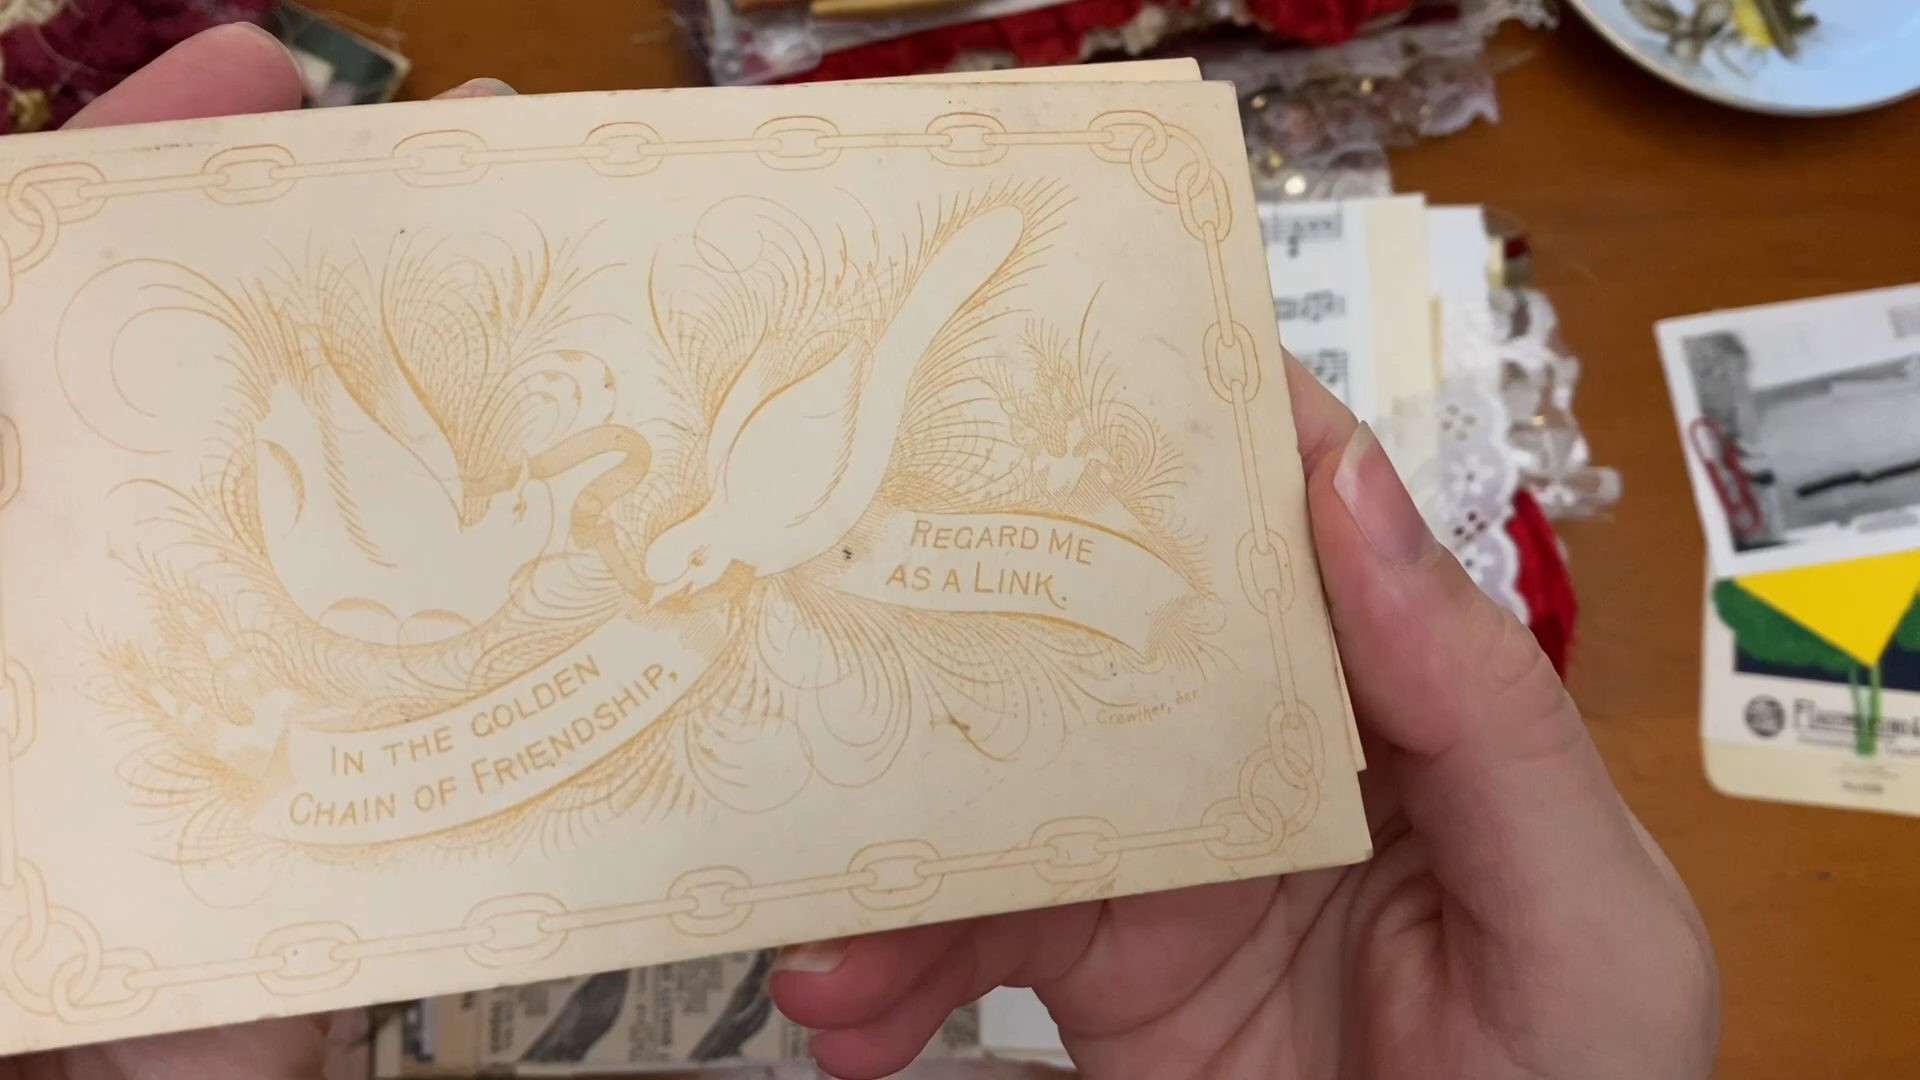 IN THE GOLDEN
CHAIN OF FRIENDSHIP,
REGARD ME
AS A LINK.
Crowther, Scr